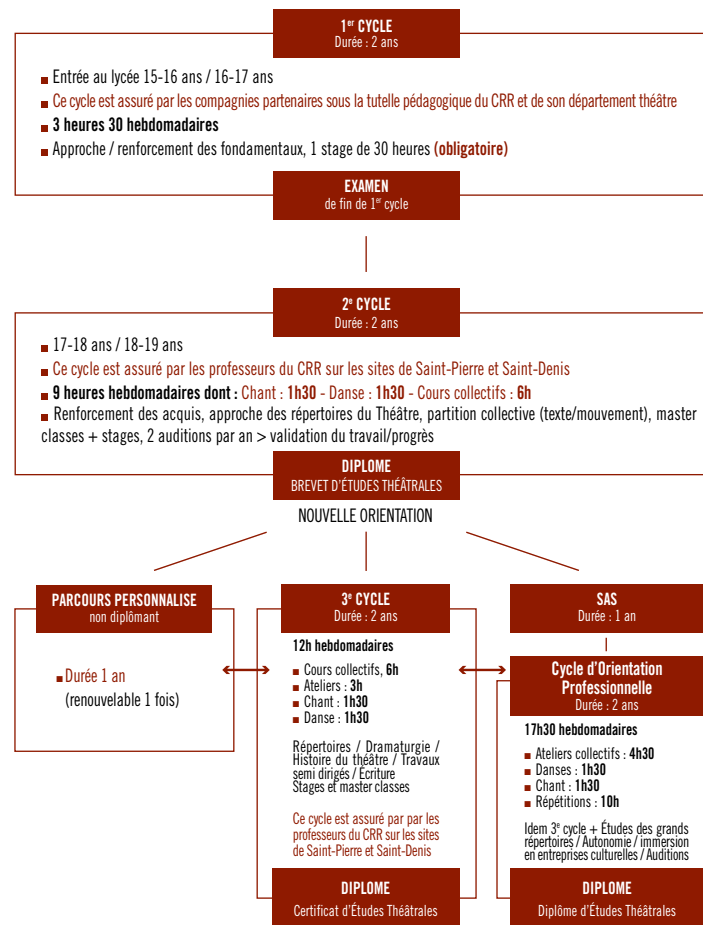 1er CYCLE
Durée : 2 ans
Entrée au lycée 15-16 ans / 16-17 ans
Ce cycle est assuré par les compagnies partenaires sous la tutelle pédagogique du CRR et de son département théâtre
3 heures 30 hebdomadaires
Approche / renforcement des fondamentaux, 1 stage de 30 heures (obligatoire)
EXAMEN
de fin de 1er cycle
2e CYCLE
Durée : 2 ans
17-18 ans / 18-19 ans
Ce cycle est assuré par les professeurs du CRR sur les sites de Saint-Pierre et Saint-Denis
9 heures hebdomadaires dont : Chant : 1h30 - Danse : 1h30 - Cours collectifs : 6h
Renforcement des acquis, approche des répertoires du Théâtre, partition collective (texte/mouvement), master
classes + stages, 2 auditions par an > validation du travail/progrès
DIPLOME
BREVET D'ÉTUDES THÉÂTRALES
NOUVELLE ORIENTATION
PARCOURS PERSONNALISE
non diplômant
Durée 1 an
(renouvelable 1 fois)
3e CYCLE
Durée : 2 ans
12h hebdomadaires
Cours collectifs, 6h
Ateliers : 3h
Chant : 1h30
Danse : 1h30
Répertoires / Dramaturgie /
Histoire du théâtre / Travaux
semi dirigés / Écriture
Stages et master classes
Ce cycle est assuré par par les
professeurs du CRR sur les sites
de Saint-Pierre et Saint-Denis
DIPLOME
Certificat d'Études Théâtrales
SAS
Durée : 1 an
Cycle d'Orientation
Professionnelle
Durée : 2 ans
17h30 hebdomadaires
Ateliers collectifs : 4h30
Danses : 1h30
Chant : 1h30
Répétitions : 10h
Idem 3e cycle + Études des grands
répertoires / Autonomie / immersion
en entreprises culturelles / Auditions
DIPLOME
Diplôme d'Études Théâtrales